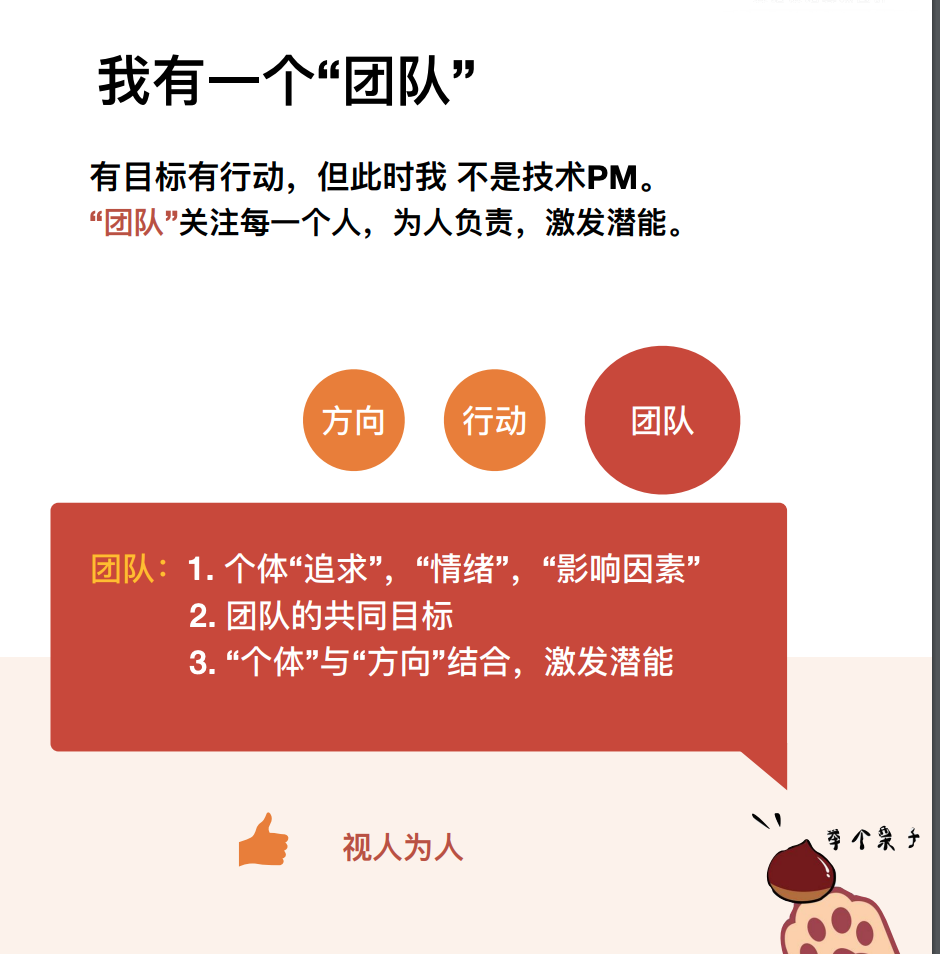 我有一个“团队”
有目标有行动，但此时我 不是技术PM。
“团队”关注每一个人，为人负责，激发潜能。
方向
行动
团队
团队：1. 个体“追求”，“情绪”，“影响因素”
2. 团队的共同目标
3. “个体”与“方向”结合，激发潜能
视人为人
举个栗子